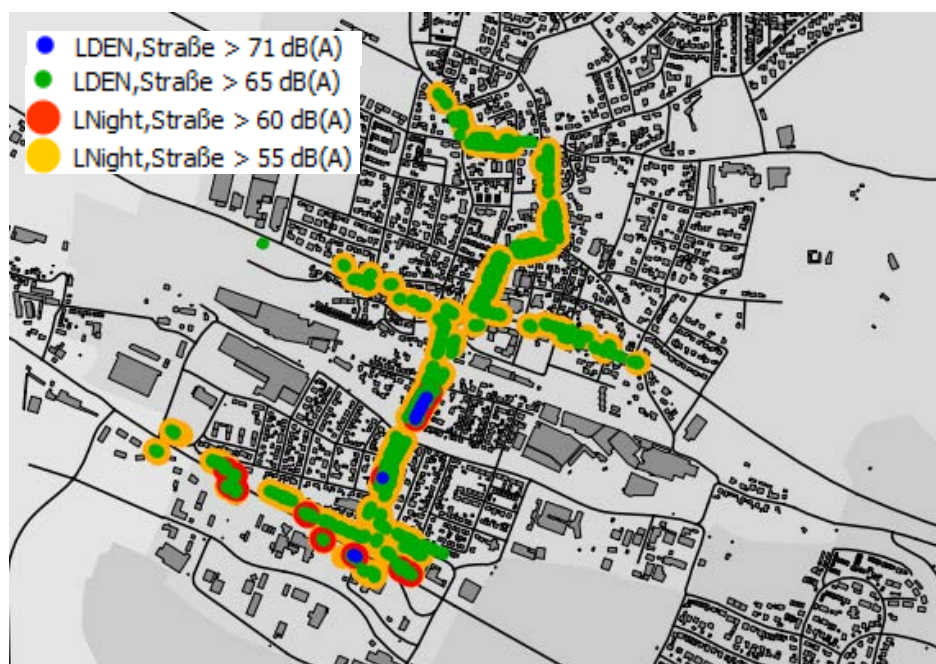 LDEN,Straße > 71 dB(A)
LDEN,Straße > 65 dB(A)
LNight,Straße > 60 dB(A)
LNight,Straße > 55 dB(A)